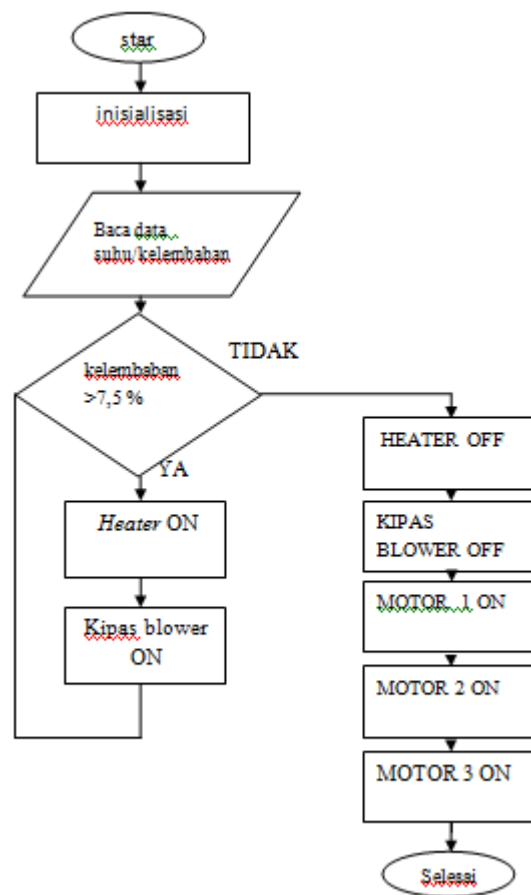 star
inisialisasi
Baca data
suhu/kelembaban
kelembaban
>7,5 %
TIDAK
YA
Heater ON
Kipas blower
ON
HEATER OFF
KIPAS
BLOWER OFF
MOTOR 1 ON
MOTOR 2 ON
MOTOR 3 ON
Selesai